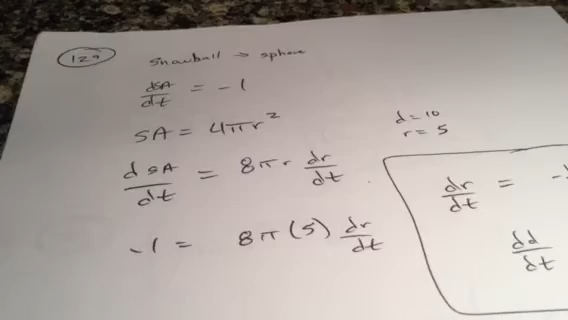 12a
snowball → sphere
dSA/dt = -1
SA = 4πr²
d = 10
r = 5
dSA/dt = 8πr dr/dt
-1 = 8π(5) dr/dt
dr/dt = -
dd/dt